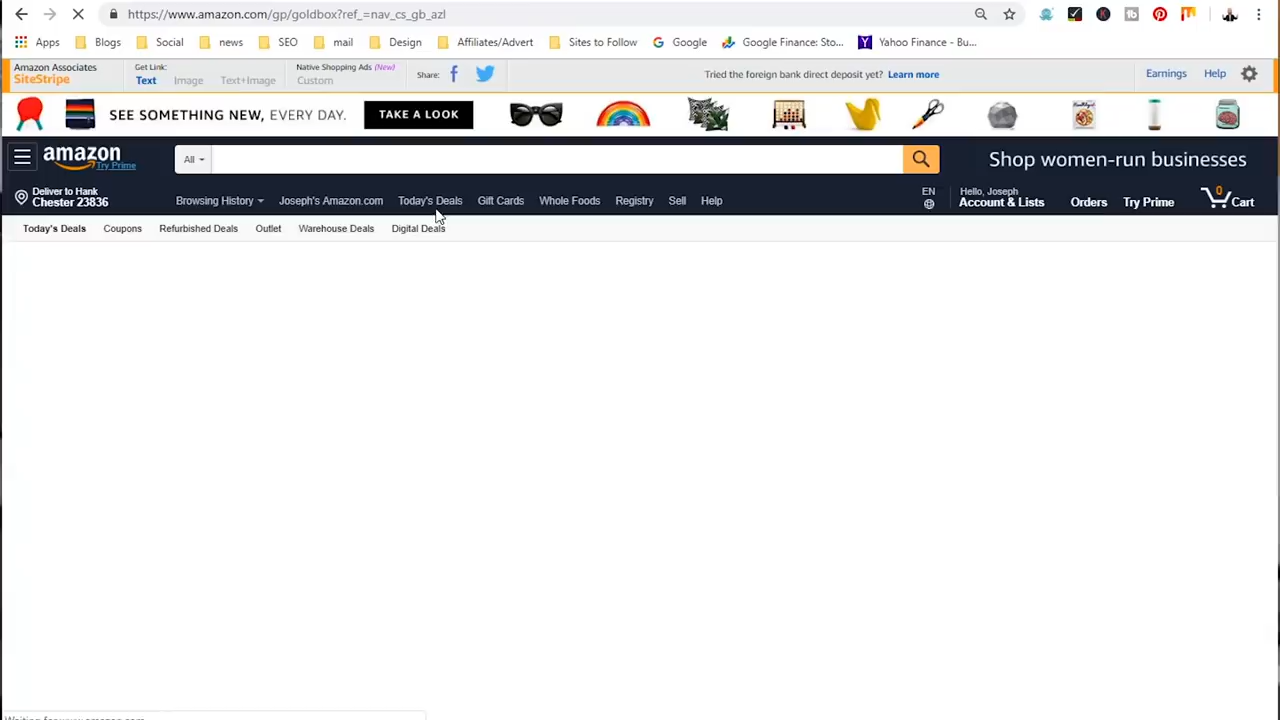 https://www.amazon.com/gp/goldbox?ref_=nav_cs_gb_azl
Apps Blogs Social news SEO mail Design Affiliates/Advert Sites to Follow Google Google Finance: Sto... Yahoo Finance - Bu...
Amazon Associates
SiteStripe
Get Link:
Text Image Text+Image
Native Shopping Ads (New)
Custom
Share:
Tried the foreign bank direct deposit yet? Learn more
Earnings Help
SEE SOMETHING NEW, EVERY DAY. TAKE A LOOK
amazon
Try Prime
All
Shop women-run businesses
Deliver to Hank
Chester 23836
Browsing History Joseph's Amazon.com Today's Deals Gift Cards Whole Foods Registry Sell Help
EN
Hello, Joseph
Account & Lists
Orders Try Prime
0
Cart
Today's Deals Coupons Refurbished Deals Outlet Warehouse Deals Digital Deals